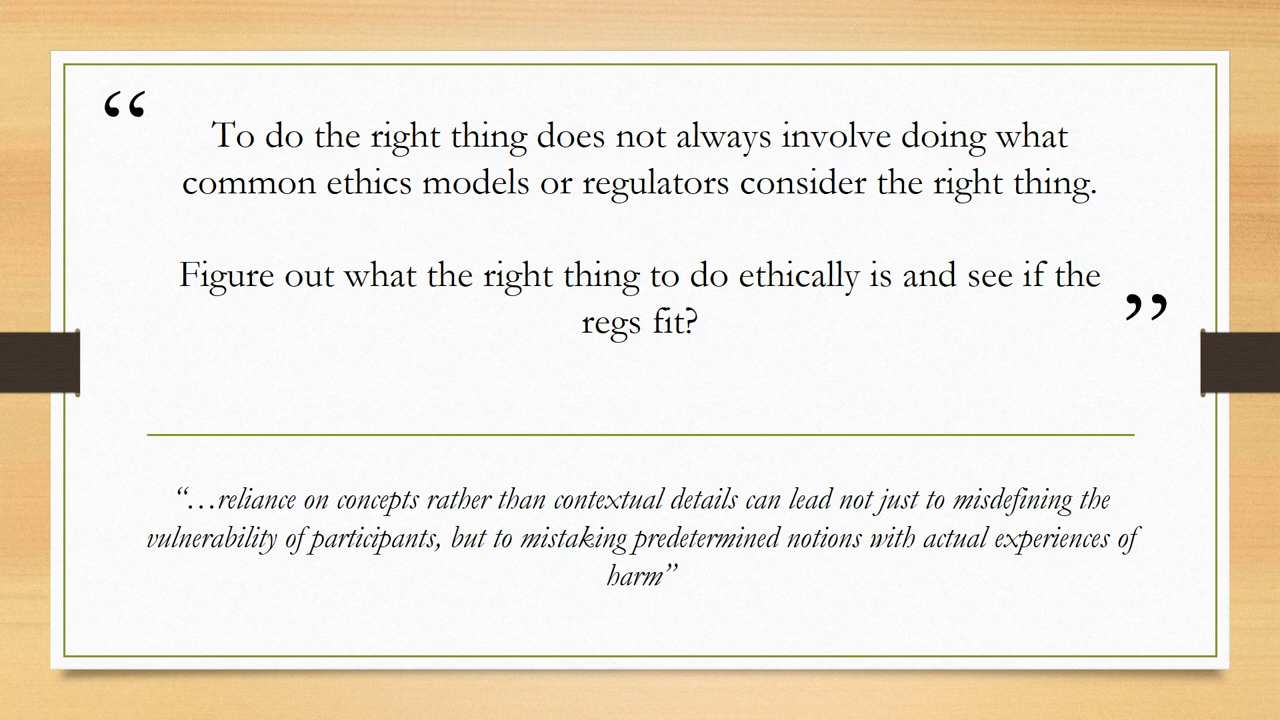 “
To do the right thing does not always involve doing what
common ethics models or regulators consider the right thing.
Figure out what the right thing to do ethically is and see if the
regs fit?
”
“…reliance on concepts rather than contextual details can lead not just to misdefining the
vulnerability of participants, but to mistaking predetermined notions with actual experiences of
harm”